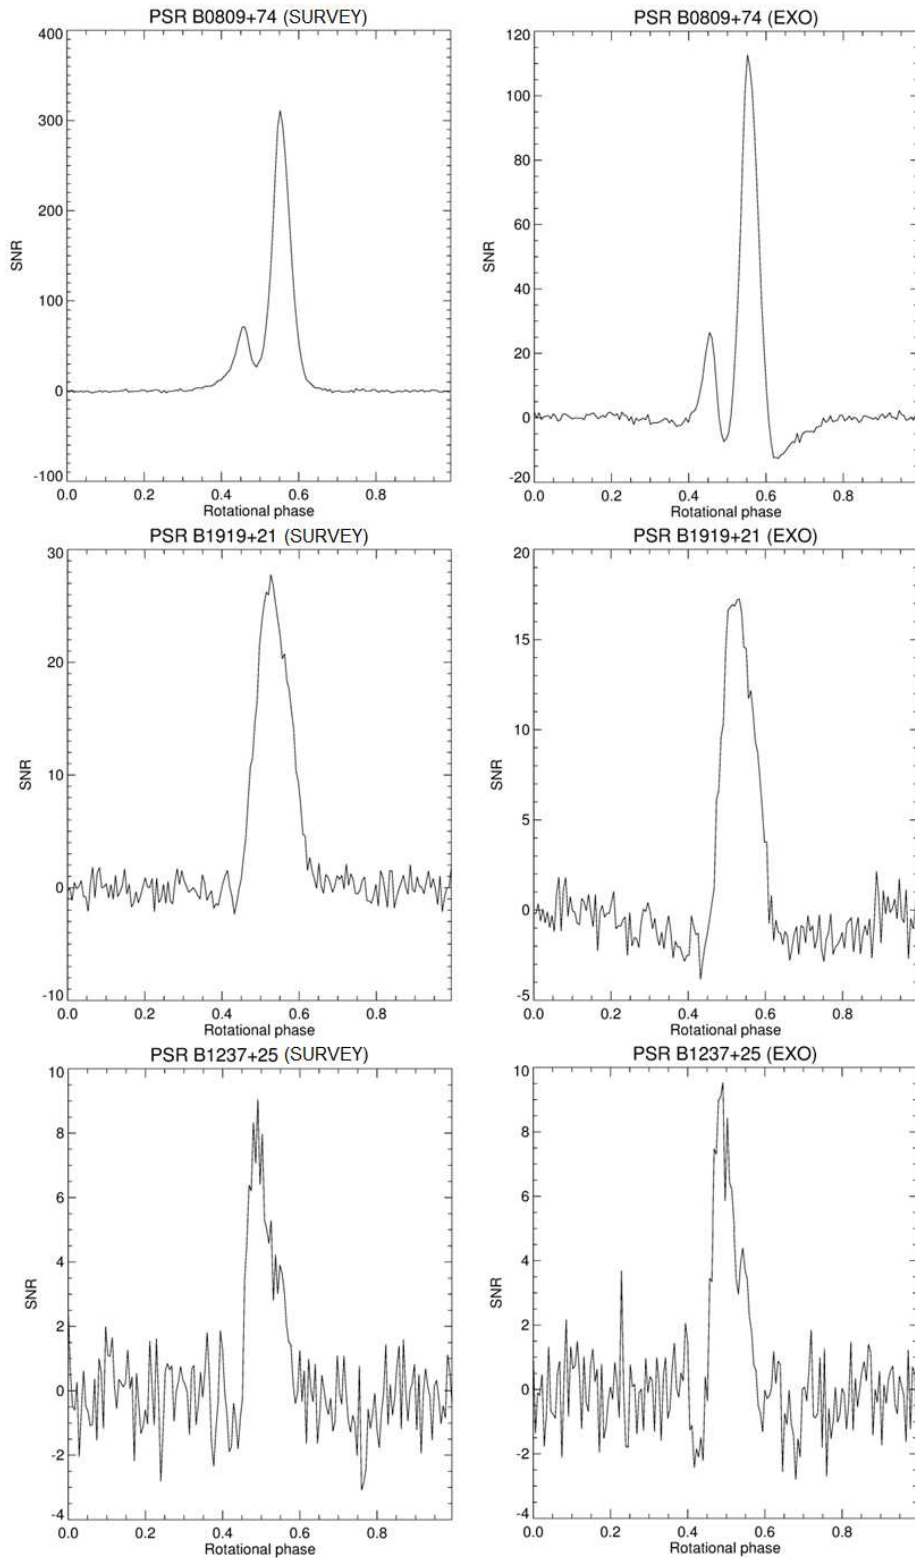 PSR B0809+74 (SURVEY)
400
300
200
100
0
-100
SNR
0.0 0.2 0.4 0.6 0.8
Rotational phase
PSR B0809+74 (EXO)
120
100
80
60
40
20
0
-20
SNR
0.0 0.2 0.4 0.6 0.8
Rotational phase
PSR B1919+21 (SURVEY)
30
20
10
0
-10
SNR
0.0 0.2 0.4 0.6 0.8
Rotational phase
PSR B1919+21 (EXO)
20
15
10
5
0
-5
SNR
0.0 0.2 0.4 0.6 0.8
Rotational phase
PSR B1237+25 (SURVEY)
10
8
6
4
2
0
-2
-4
SNR
0.0 0.2 0.4 0.6 0.8
Rotational phase
PSR B1237+25 (EXO)
10
8
6
4
2
0
-2
-4
SNR
0.0 0.2 0.4 0.6 0.8
Rotational phase